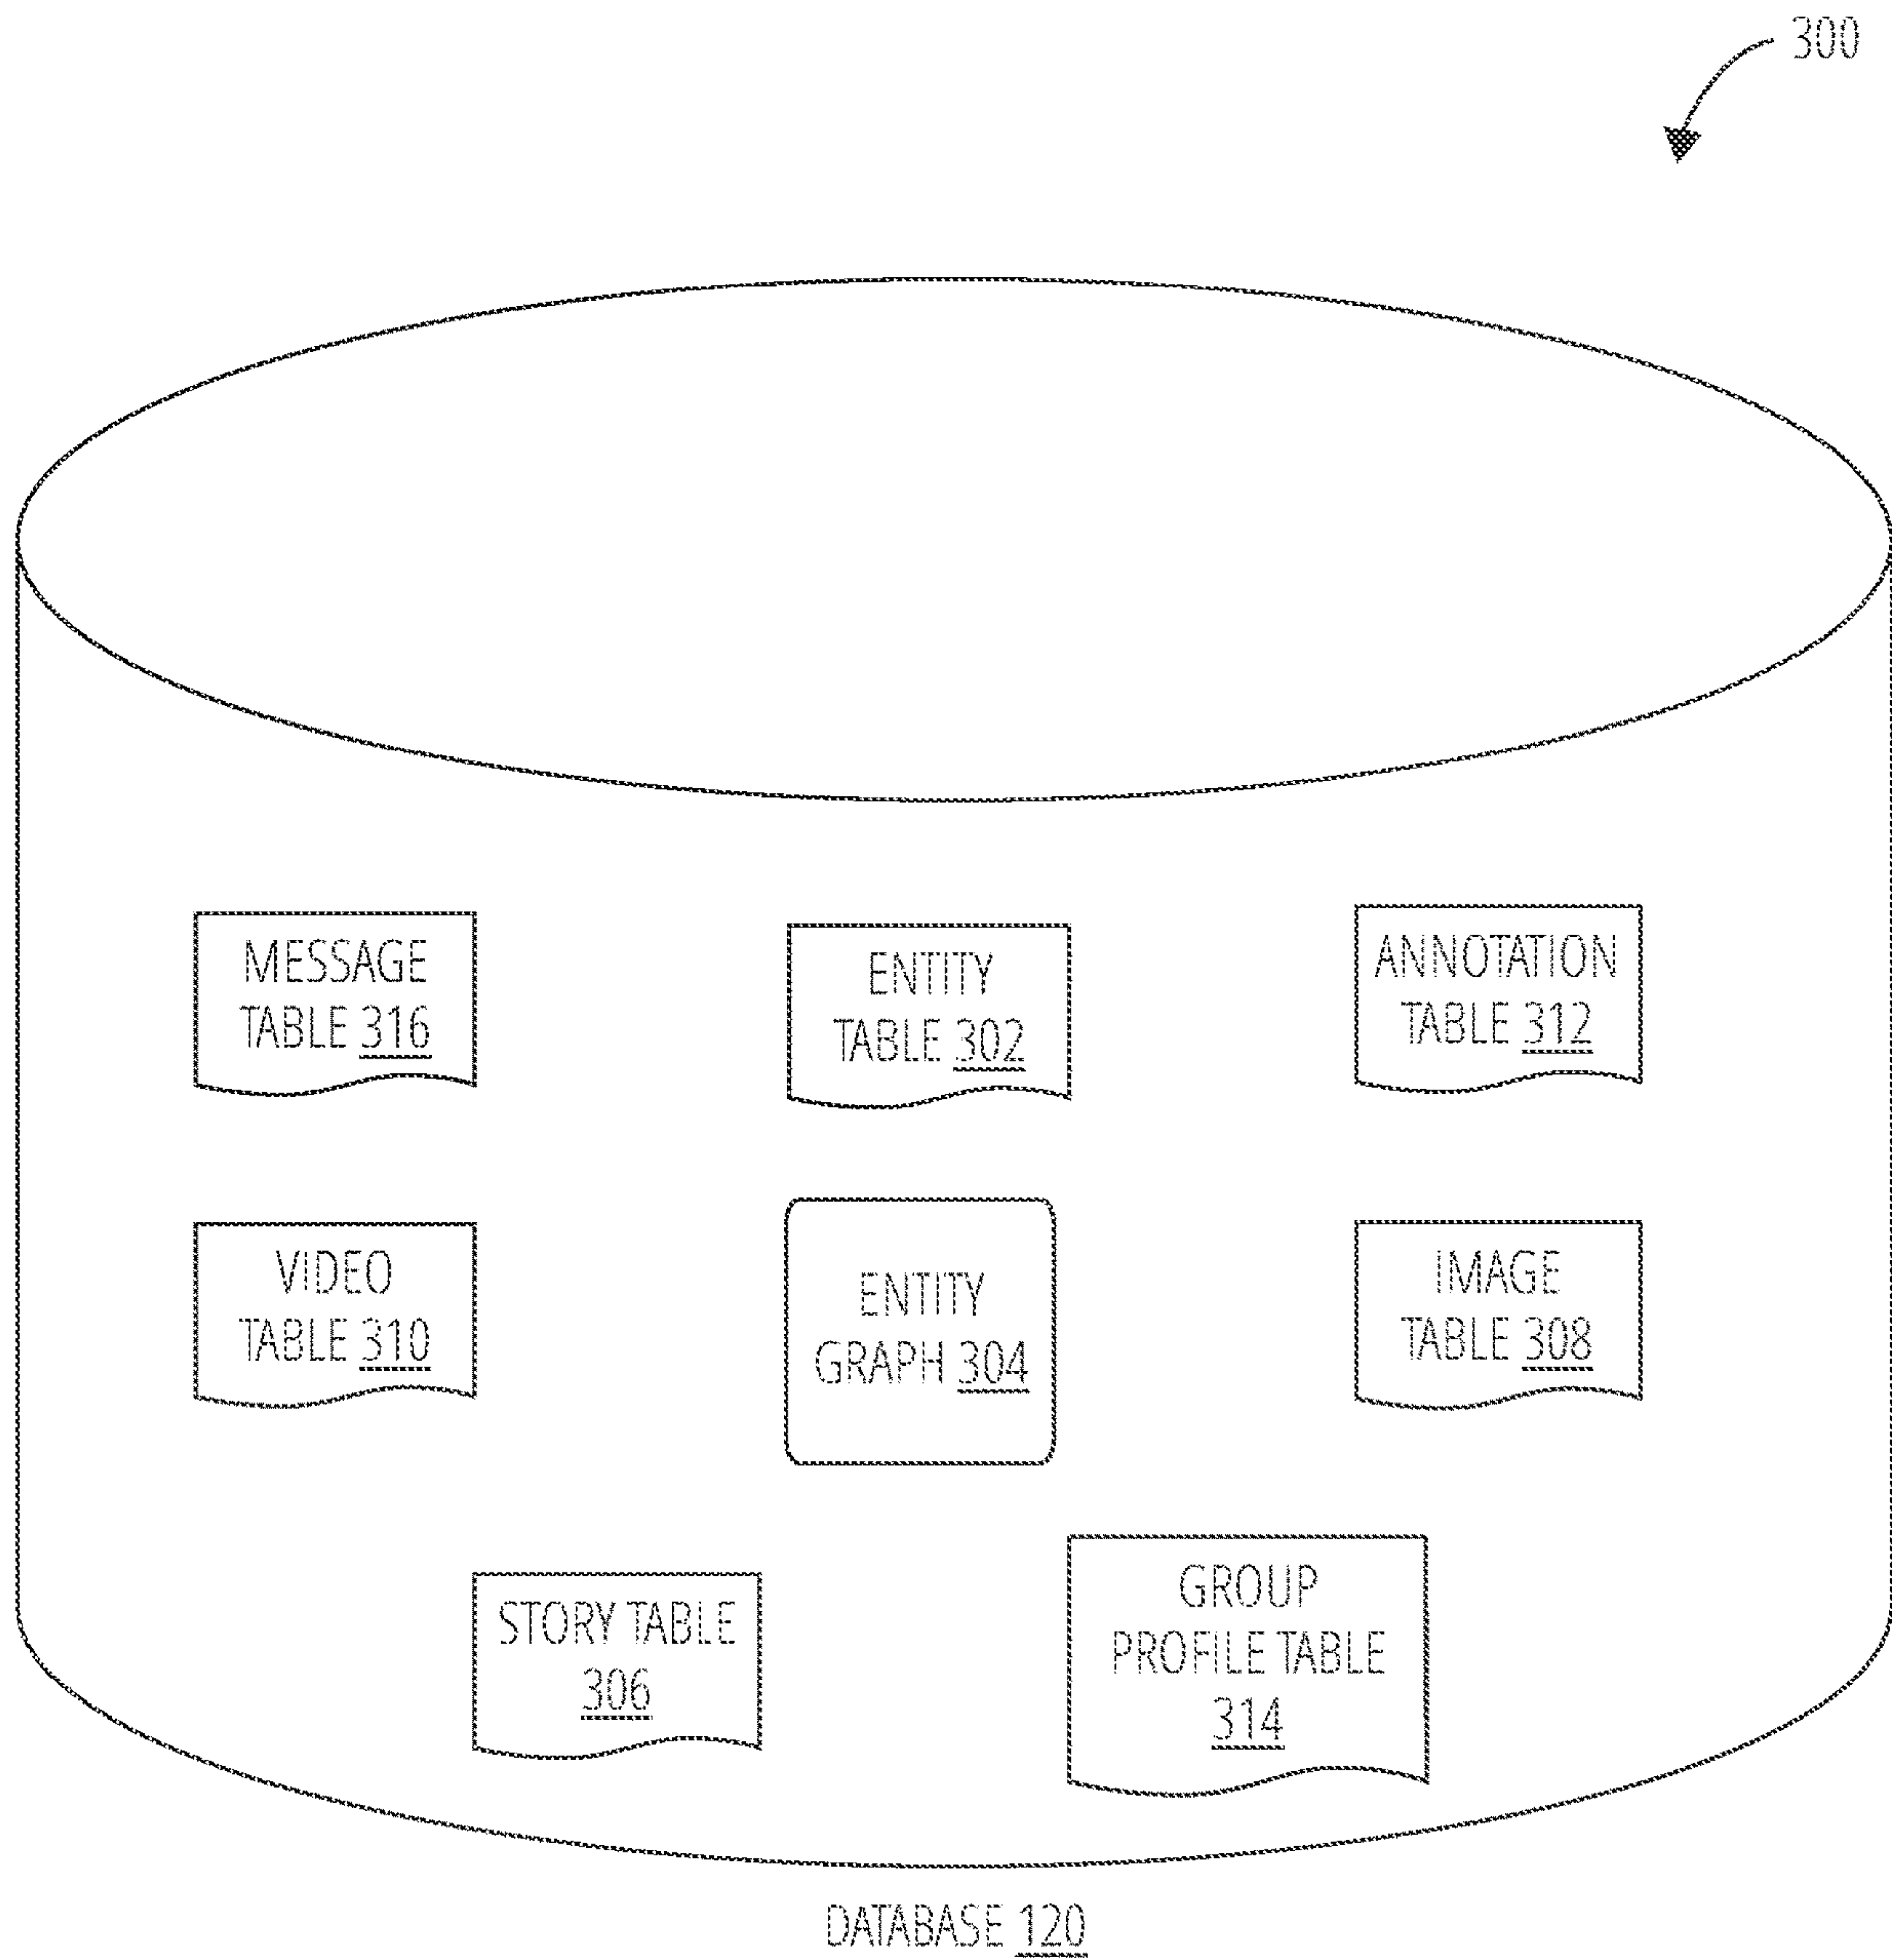 300
MESSAGE
TABLE 316
ENTITY
TABLE 302
ANNOTATION
TABLE 312
VIDEO
TABLE 310
ENTITY
GRAPH 304
IMAGE
TABLE 308
STORY TABLE
306
GROUP
PROFILE TABLE
314
DATABASE 120